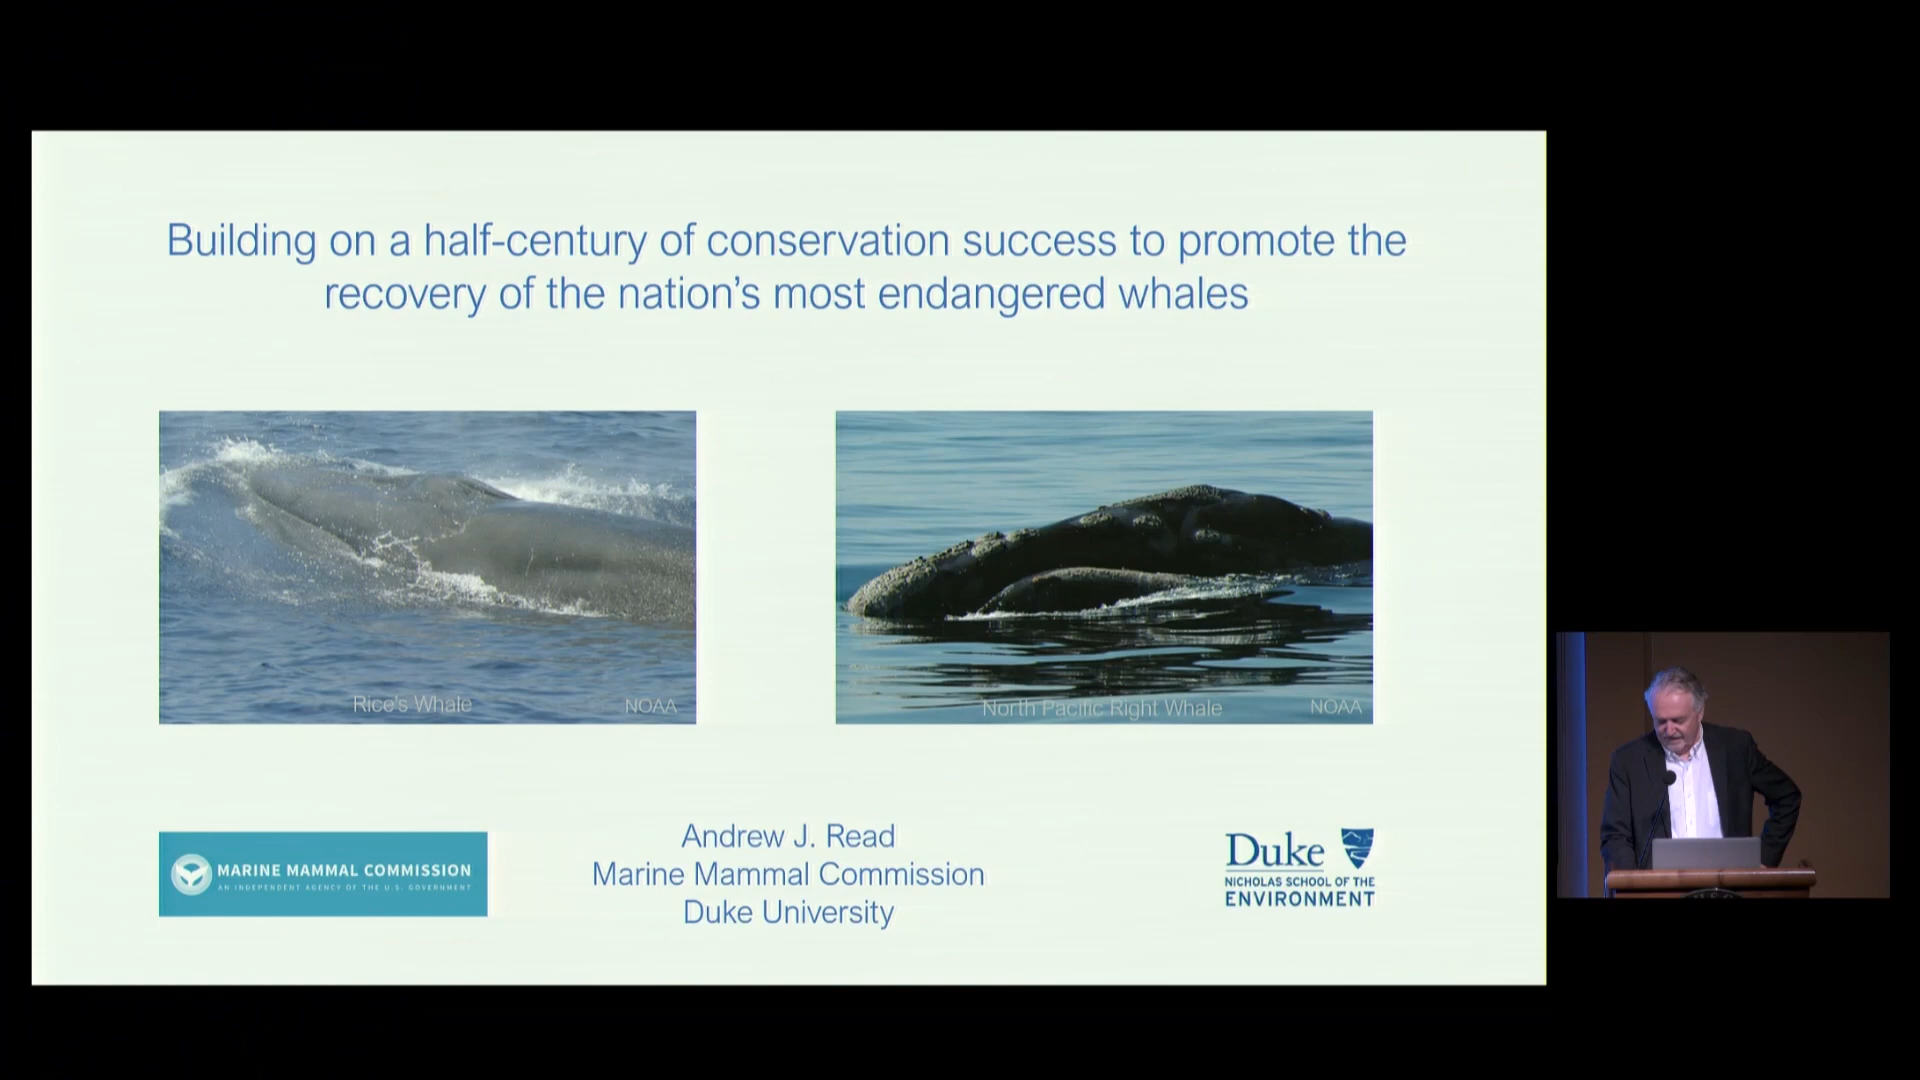 Building on a half-century of conservation success to promote the
recovery of the nation's most endangered whales
Rice's Whale
NOAA
North Pacific Right Whale
NOAA
MARINE MAMMAL COMMISSION
AN INDEPENDENT AGENCY OF THE U.S. GOVERNMENT
Andrew J. Read
Marine Mammal Commission
Duke University
Duke
NICHOLAS SCHOOL OF THE
ENVIRONMENT